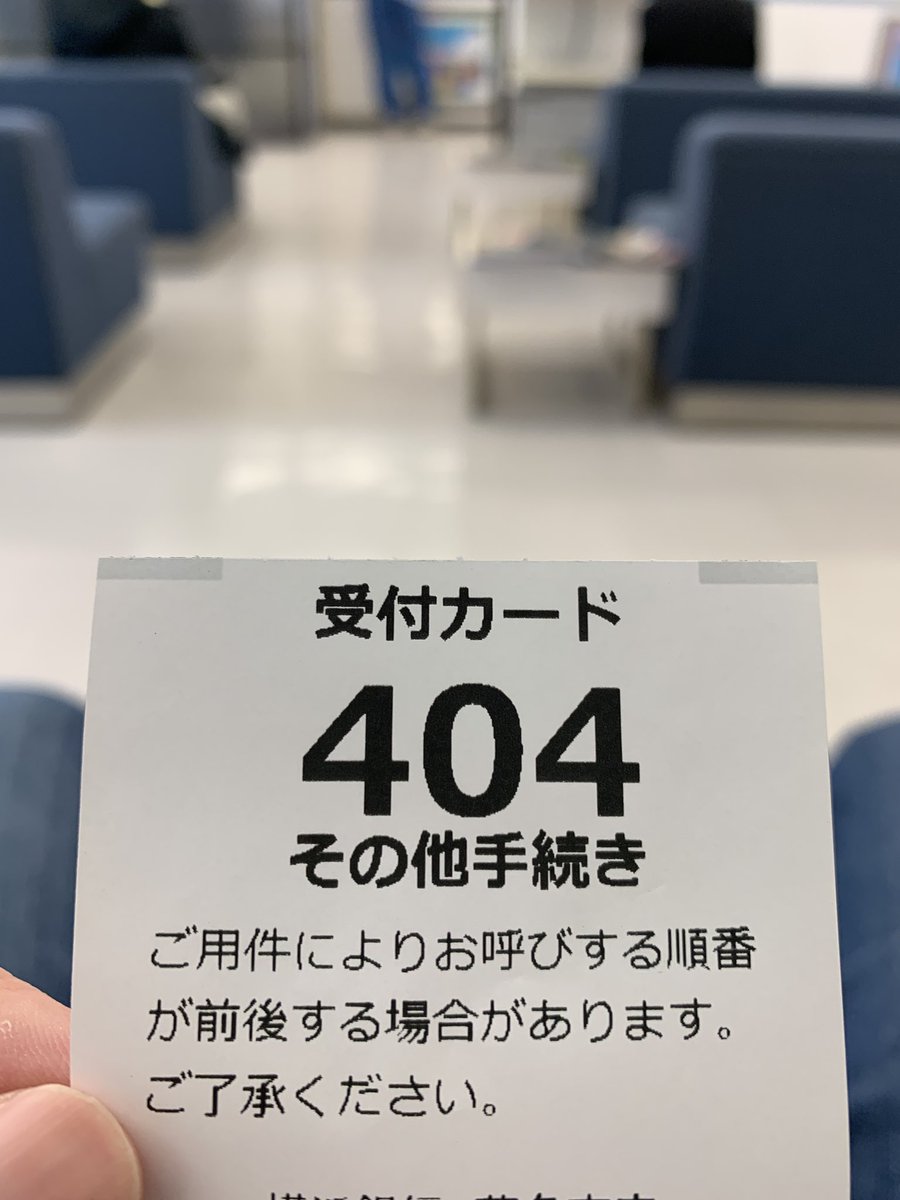 受付カード
404
その他手続き
ご用件によりお呼びする順番
が前後する場合があります。
ご了承ください。